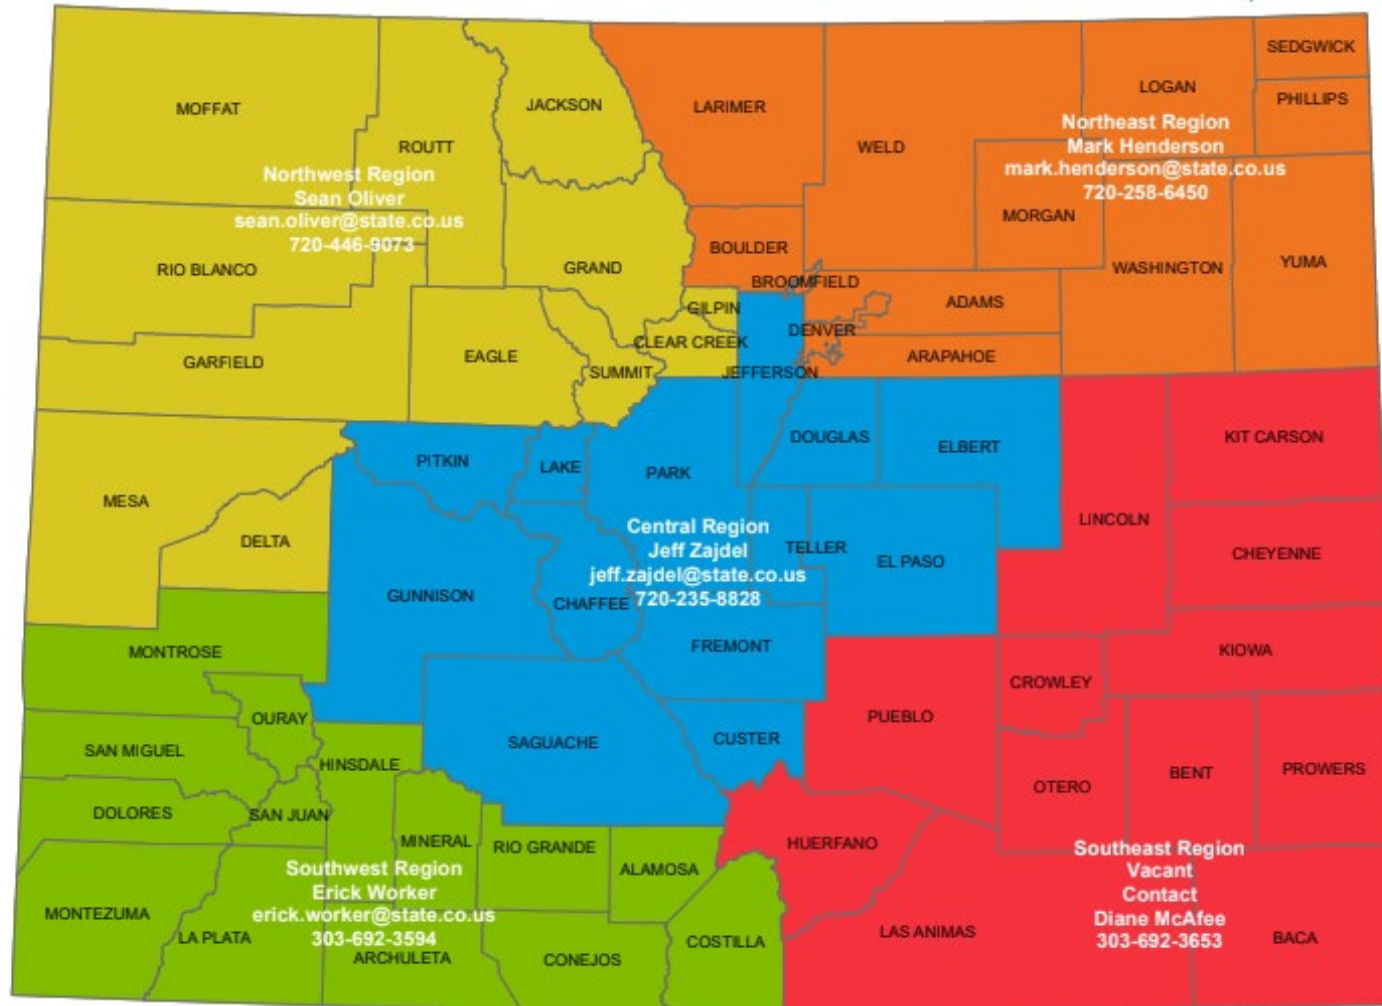 SEDGWICK
LOGAN
JACKSON
LARIMER
PHILLIPS
MOFFAT
Northeast Region
Mark Henderson
mark.henderson@state.co.us
720-258-6450
ROUTT
WELD
Northwest Region
Sean Oliver
sean.oliver@state.co.us
720-446-9073
MORGAN
BOULDER
RIO BLANCO
GRAND
WASHINGTON
YUMA
BROOMFIELD
GILPIN
ADAMS
DENVER
CLEAR CREEK
GARFIELD
EAGLE
ARAPAHOE
SUMMIT
JEFFERSON
DOUGLAS
ELBERT
KIT CARSON
PITKIN
LAKE
PARK
MESA
LINCOLN
Central Region
Jeff Zajdel
jeff.zajdel@state.co.us
720-235-8828
DELTA
TELLER
EL PASO
CHEYENNE
GUNNISON
CHAFFEE
MONTROSE
FREMONT
KIOWA
CROWLEY
OURAY
PUEBLO
SAN MIGUEL
SAGUACHE
CUSTER
HINSDALE
BENT
PROWERS
OTERO
DOLORES
SAN JUAN
MINERAL
RIO GRANDE
HUERFANO
ALAMOSA
Southwest Region
Erick Worker
erick.worker@state.co.us
303-692-3594
Southeast Region
Vacant
Contact
Diane McAfee
303-692-3653
MONTEZUMA
LA PLATA
ARCHULETA
CONEJOS
COSTILLA
LAS ANIMAS
BACA